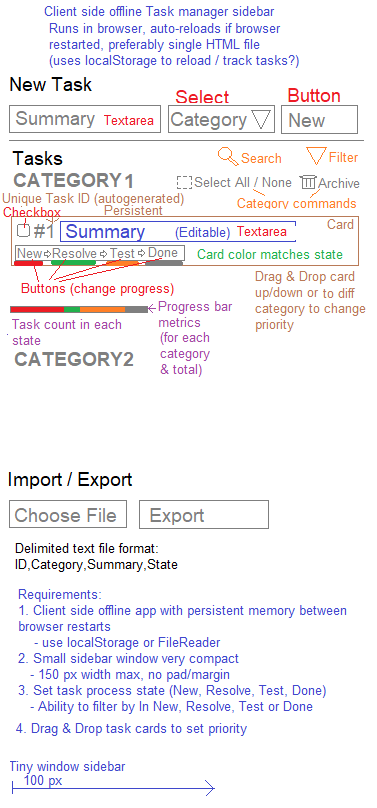 Client side offline Task manager sidebar
Runs in browser, auto-reloads if browser
restarted, preferably single HTML file
(uses localStorage to reload / track tasks?)
New Task
Select
Button
Summary Textarea
Category
New
Tasks
Search
Filter
CATEGORY1
Select All / None
Archive
Unique Task ID (autogenerated)
Category commands
Checkbox
Persistent
Card
#1
Summary
(Editable) Textarea
New
Resolve
Test
Done
Card color matches state
Buttons (change progress)
Drag & Drop card
up/down or to diff
category to change
priority
Progress bar
metrics
(for each
category
& total)
Task count in each
state
CATEGORY2
Import / Export
Choose File
Export
Delimited text file format:
ID,Category,Summary,State
Requirements:
1. Client side offline app with persistent memory between
browser restarts
- use localStorage or FileReader
2. Small sidebar window very compact
- 150 px width max, no pad/margin
3. Set task process state (New, Resolve, Test, Done)
- Ability to filter by In New, Resolve, Test or Done
4. Drag & Drop task cards to set priority
Tiny window sidebar
100 px